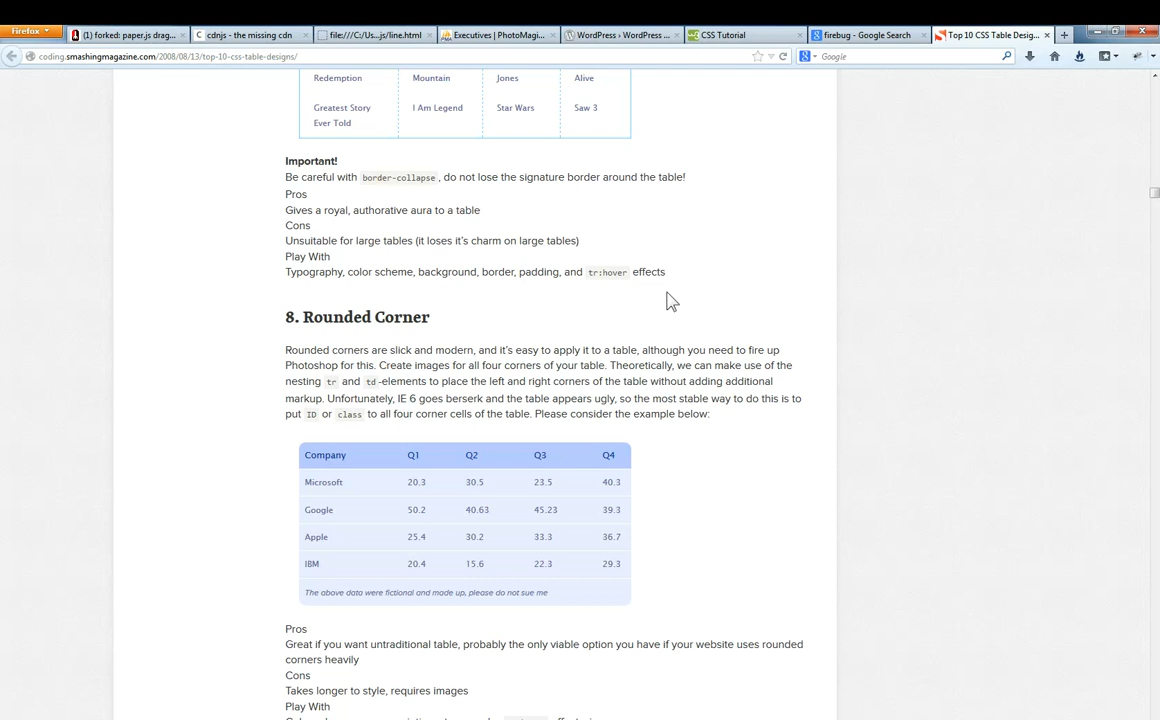 Firefox
(1) forked: paper.js drag...
cdnjs - the missing cdn
file:///C:/Us...js/line.html
Executives | PhotoMagi...
WordPress › WordPress ...
CSS Tutorial
firebug - Google Search
Top 10 CSS Table Desig...
coding.smashingmagazine.com/2008/08/13/top-10-css-table-designs/
Google
Redemption Mountain Jones Alive
Greatest Story I Am Legend Star Wars Saw 3
Ever Told
Important!
Be careful with border-collapse, do not lose the signature border around the table!
Pros
Gives a royal, authorative aura to a table
Cons
Unsuitable for large tables (it loses it's charm on large tables)
Play With
Typography, color scheme, background, border, padding, and tr:hover effects
8. Rounded Corner
Rounded corners are slick and modern, and it's easy to apply it to a table, although you need to fire up
Photoshop for this. Create images for all four corners of your table. Theoretically, we can make use of the
nesting tr and td-elements to place the left and right corners of the table without adding additional
markup. Unfortunately, IE 6 goes berserk and the table appears ugly, so the most stable way to do this is to
put ID or class to all four corner cells of the table. Please consider the example below:
Company Q1 Q2 Q3 Q4
Microsoft 20.3 30.5 23.5 40.3
Google 50.2 40.63 45.23 39.3
Apple 25.4 30.2 33.3 36.7
IBM 20.4 15.6 22.3 29.3
The above data were fictional and made up, please do not sue me
Pros
Great if you want untraditional table, probably the only viable option you have if your website uses rounded
corners heavily
Cons
Takes longer to style, requires images
Play With